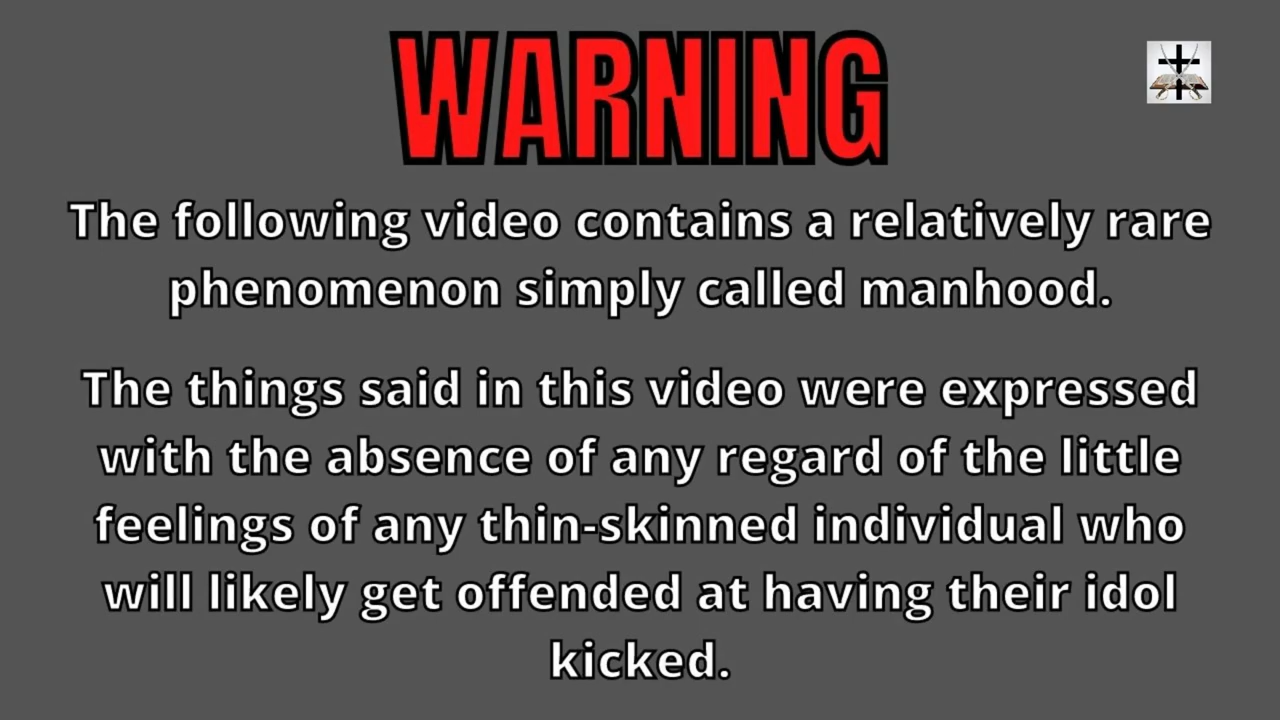 WARNING
The following video contains a relatively rare
phenomenon simply called manhood.
The things said in this video were expressed
with the absence of any regard of the little
feelings of any thin-skinned individual who
will likely get offended at having their idol
kicked.